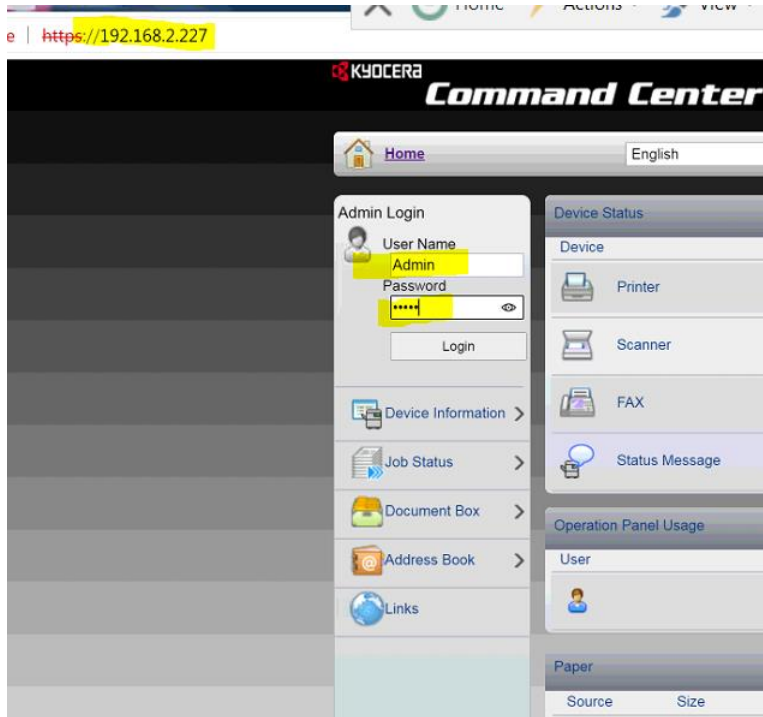 Home Actions View
e https://192.168.2.227
KYOCERA
Command Center
Home English
Admin Login
User Name
Admin
Password
•••••
Login
Device Information
Job Status
Document Box
Address Book
Links
Device Status
Device
Printer
Scanner
FAX
Status Message
Operation Panel Usage
User
Paper
Source Size